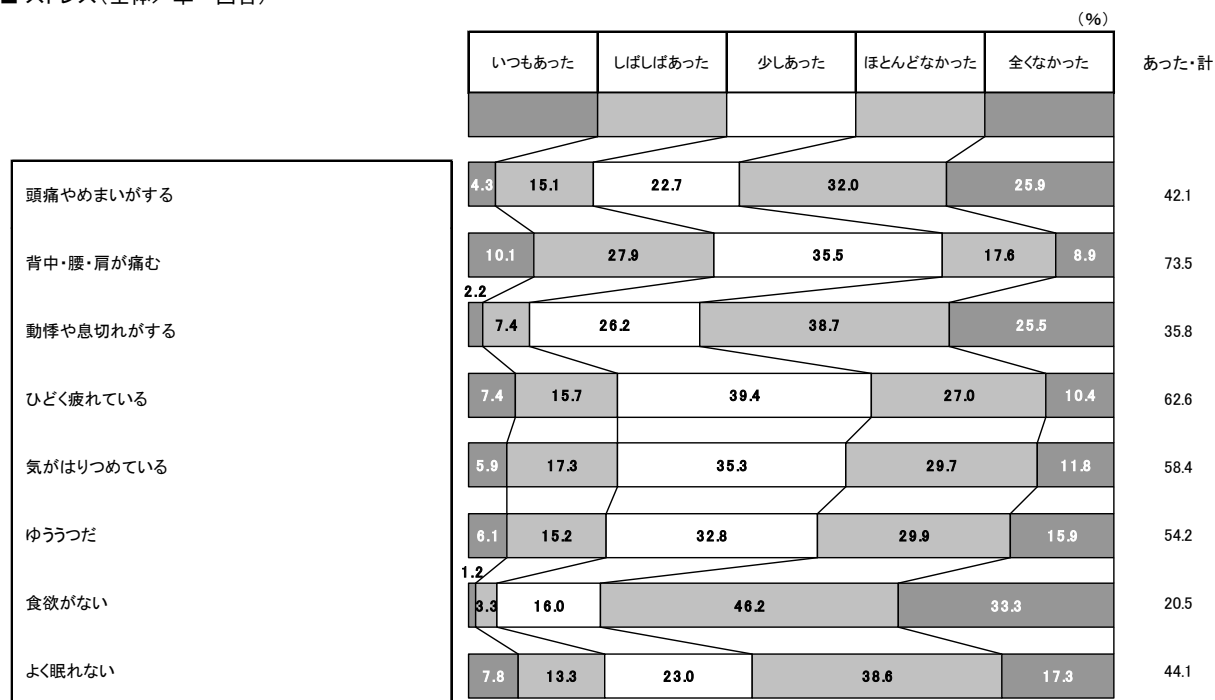 （％）
いつもあった しばしばあった 少しあった ほとんどなかった 全くなかった あった・計
頭痛やめまいがする 4.3 15.1 22.7 32.0 25.9 42.1
背中・腰・肩が痛む 10.1 27.9 35.5 17.6 8.9 73.5
動悸や息切れがする 2.2 7.4 26.2 38.7 25.5 35.8
ひどく疲れている 7.4 15.7 39.4 27.0 10.4 62.6
気がはりつめている 5.9 17.3 35.3 29.7 11.8 58.4
ゆううつだ 6.1 15.2 32.8 29.9 15.9 54.2
食欲がない 1.2 3.3 16.0 46.2 33.3 20.5
よく眠れない 7.8 13.3 23.0 38.6 17.3 44.1